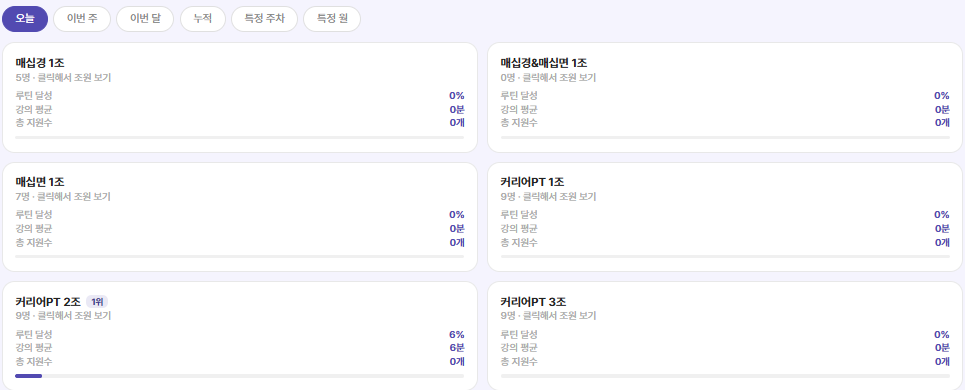 오늘 이번 주 이번 달 누적 특정 주차 특정 월
매십경 1조
5명 · 클릭해서 조원 보기
루틴 달성 0%
강의 평균 0분
총 지원수 0개
매십경&매십면 1조
0명 · 클릭해서 조원 보기
루틴 달성 0%
강의 평균 0분
총 지원수 0개
매십면 1조
7명 · 클릭해서 조원 보기
루틴 달성 0%
강의 평균 0분
총 지원수 0개
커리어PT 1조
9명 · 클릭해서 조원 보기
루틴 달성 0%
강의 평균 0분
총 지원수 0개
커리어PT 2조 1위
9명 · 클릭해서 조원 보기
루틴 달성 6%
강의 평균 6분
총 지원수 0개
커리어PT 3조
9명 · 클릭해서 조원 보기
루틴 달성 0%
강의 평균 0분
총 지원수 0개